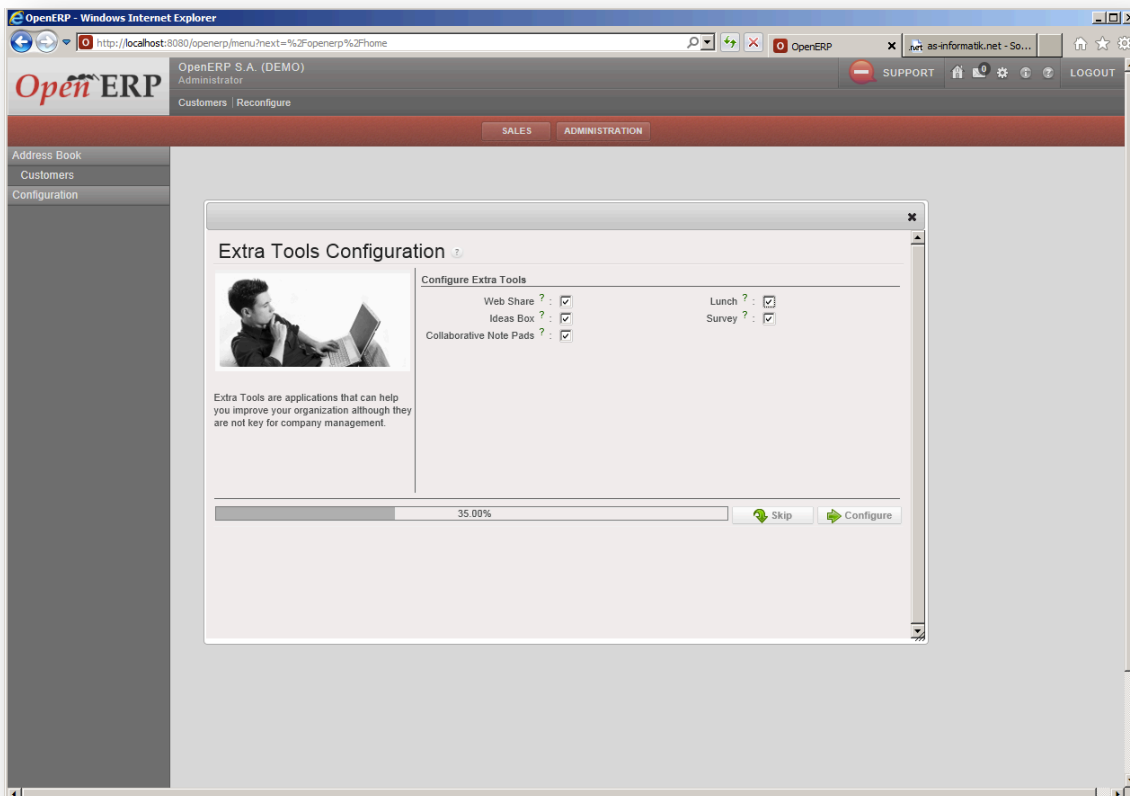 OpenERP - Windows Internet Explorer
http://localhost:8080/openerp/menu?next=%2Fopenerp%2Fhome
OpenERP
as-informatik.net - So...
Open ERP
OpenERP S.A. (DEMO)
Administrator
Customers | Reconfigure
SUPPORT
0
LOGOUT
SALES
ADMINISTRATION
Address Book
Customers
Configuration
Extra Tools Configuration ?
Configure Extra Tools
Web Share ? :
Lunch ? :
Ideas Box ? :
Survey ? :
Collaborative Note Pads ? :
Extra Tools are applications that can help
you improve your organization although they
are not key for company management.
35.00%
Skip
Configure